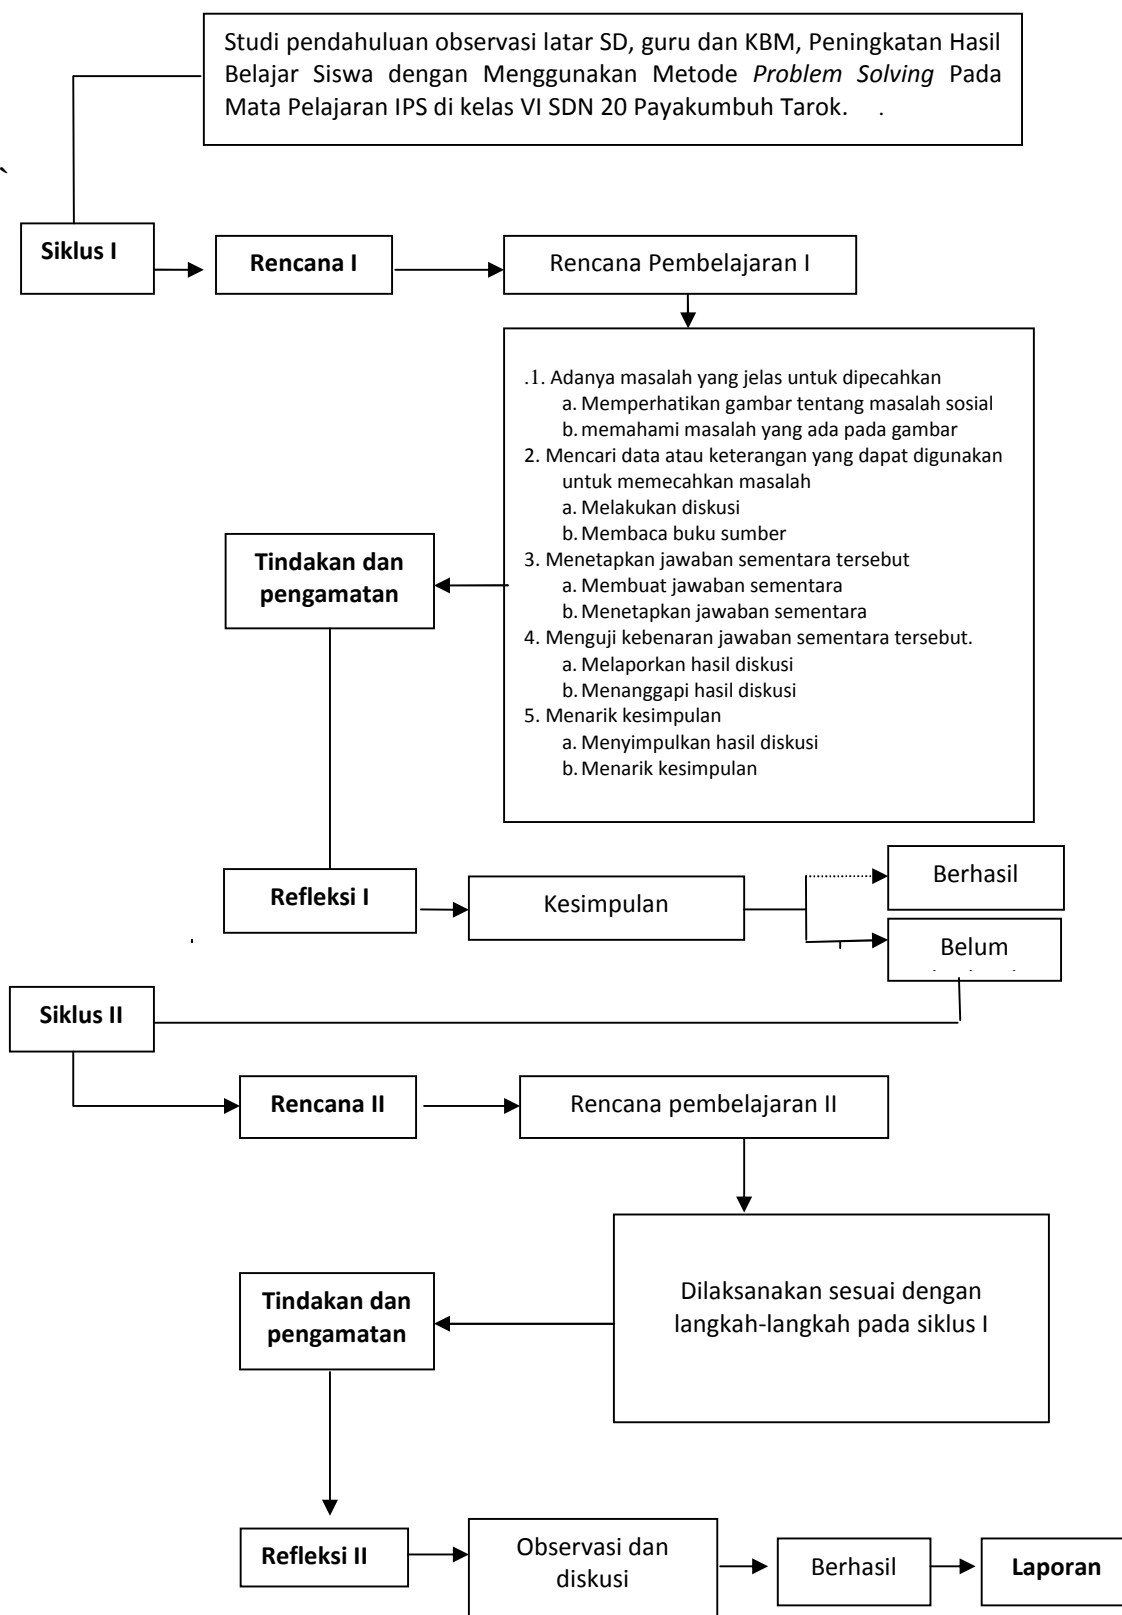 Studi pendahuluan observasi latar SD, guru dan KBM, Peningkatan Hasil
Belajar Siswa dengan Menggunakan Metode Problem Solving Pada
Mata Pelajaran IPS di kelas VI SDN 20 Payakumbuh Tarok. .
`
Siklus I
Rencana I
Rencana Pembelajaran I
.1. Adanya masalah yang jelas untuk dipecahkan
a. Memperhatikan gambar tentang masalah sosial
b. memahami masalah yang ada pada gambar
2. Mencari data atau keterangan yang dapat digunakan
untuk memecahkan masalah
a. Melakukan diskusi
b. Membaca buku sumber
3. Menetapkan jawaban sementara tersebut
a. Membuat jawaban sementara
b. Menetapkan jawaban sementara
4. Menguji kebenaran jawaban sementara tersebut.
a. Melaporkan hasil diskusi
b. Menanggapi hasil diskusi
5. Menarik kesimpulan
a. Menyimpulkan hasil diskusi
b. Menarik kesimpulan
Tindakan dan
pengamatan
Refleksi I
Kesimpulan
Berhasil
Belum
Siklus II
Rencana II
Rencana pembelajaran II
Dilaksanakan sesuai dengan
langkah-langkah pada siklus I
Tindakan dan
pengamatan
Refleksi II
Observasi dan
diskusi
Berhasil
Laporan